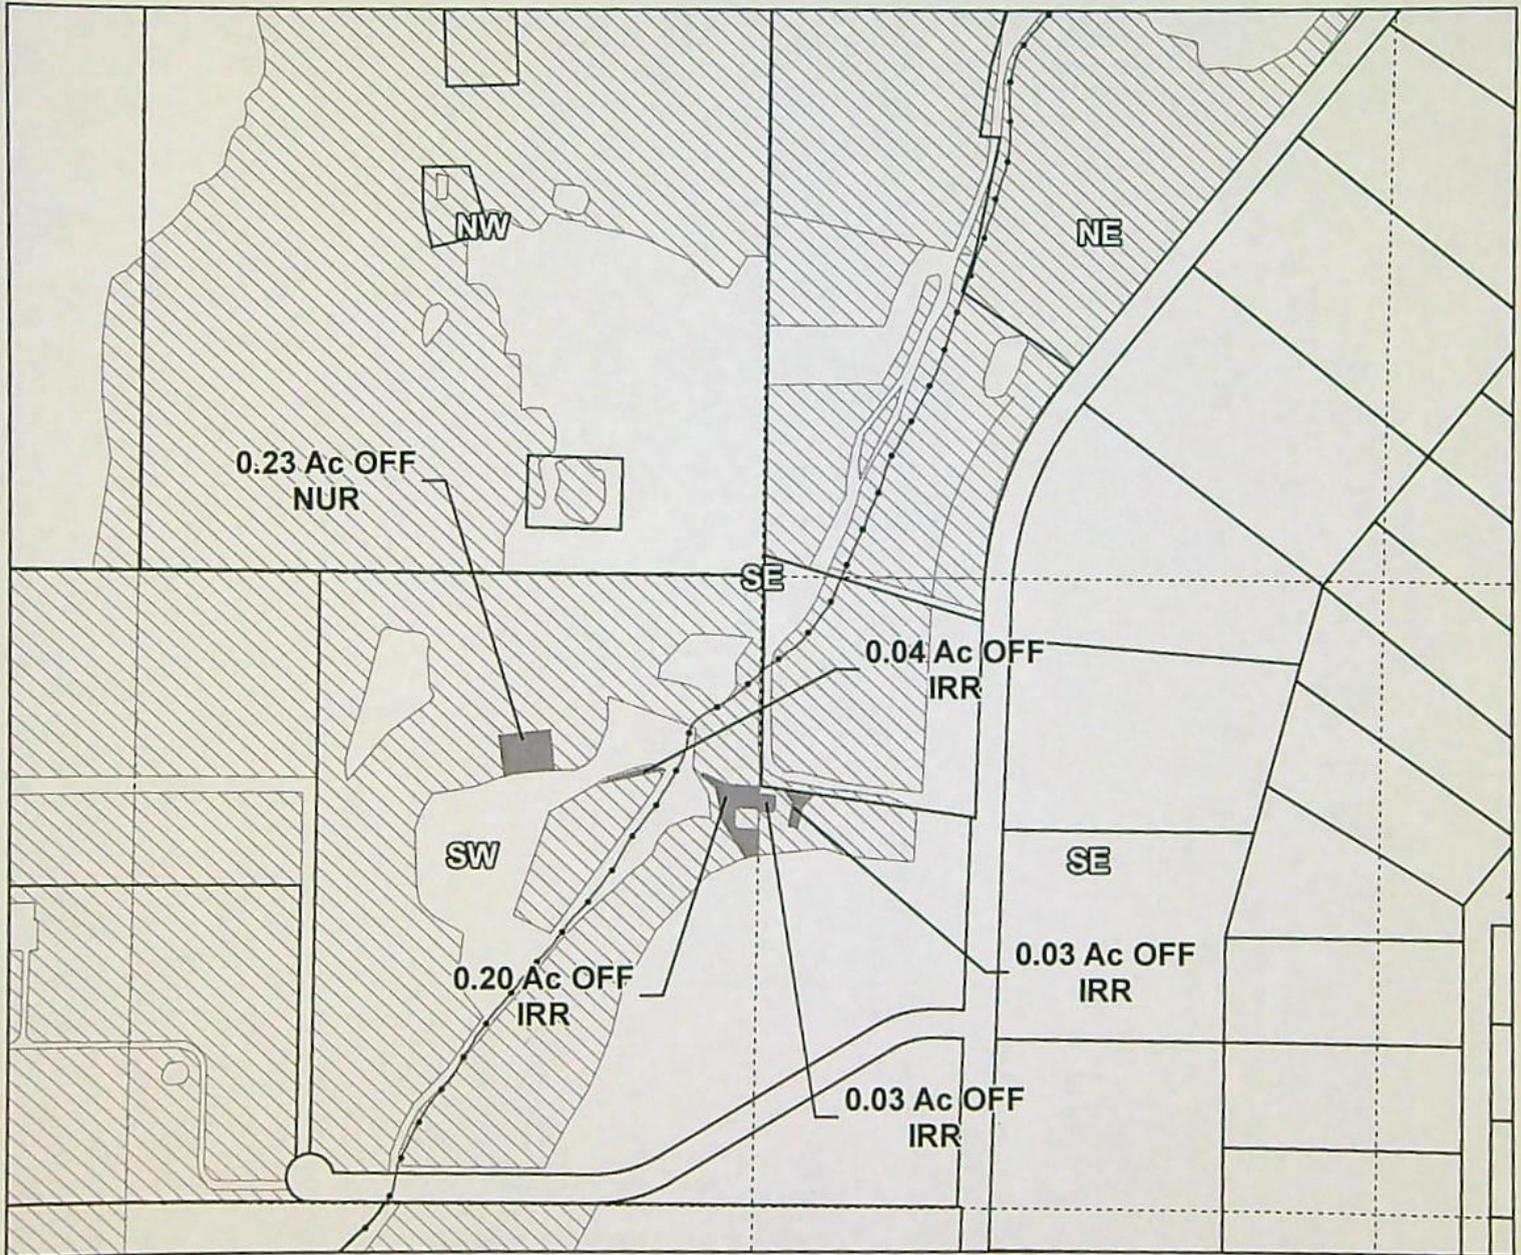 NW
NE
0.23 Ac OFF
NUR
SE
0.04 Ac OFF
IRR
SW
SE
0.20 Ac OFF
IRR
0.03 Ac OFF
IRR
0.03 Ac OFF
IRR